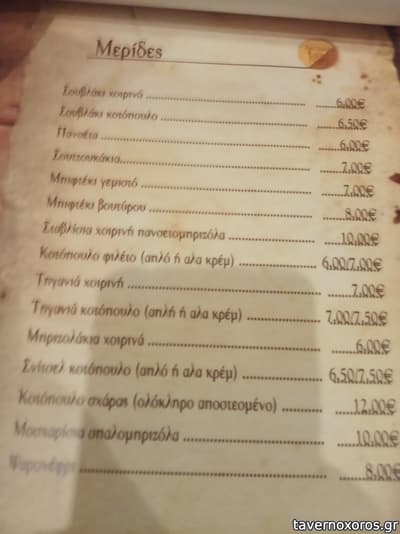 Μερίδες
Σουβλάκι χοιρινό .......... 6,00€
Σουβλάκι κοτόπουλο .......... 6,50€
Πανσέτα .......... 6,00€
Σουτζουκάκια .......... 7,00€
Μπιφτέκι γεμιστό .......... 7,00€
Μπιφτέκι βουτύρου .......... 8,00€
Σταβλίσια χοιρινή πανσετομπριζόλα .......... 10,00€
Κοτόπουλο φιλέτο (απλό ή αλα κρέμ) .......... 6,00/7,00€
Τηγανιά χοιρινή .......... 7,00€
Τηγανιά κοτόπουλο (απλή ή αλα κρέμ) .......... 7,00/7,50€
Μπριζολάκια χοιρινά .......... 6,00€
Σνίτσελ κοτόπουλο (απλό ή αλα κρέμ) .......... 6,50/7,50€
Κοτόπουλο σχάρας (ολόκληρο αποστεομένο) .......... 12,00€
Μοσχαρίσια σπαλομπριζόλα .......... 10,00€
Ψαρονέφρι .......... 8,00€
tavernoxoros.gr